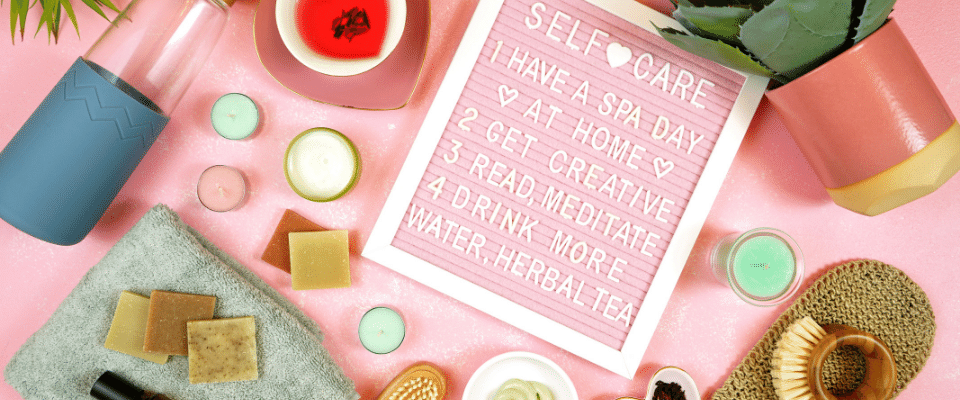 SELF♥CARE
1 HAVE A SPA DAY
♥ AT HOME ♥
2 GET CREATIVE
3 READ, MEDITATE
4 DRINK MORE
WATER, HERBAL TEA